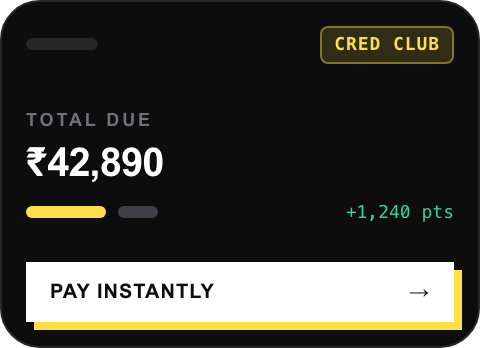 CRED CLUB
TOTAL DUE
₹42,890
+1,240 pts
PAY INSTANTLY →